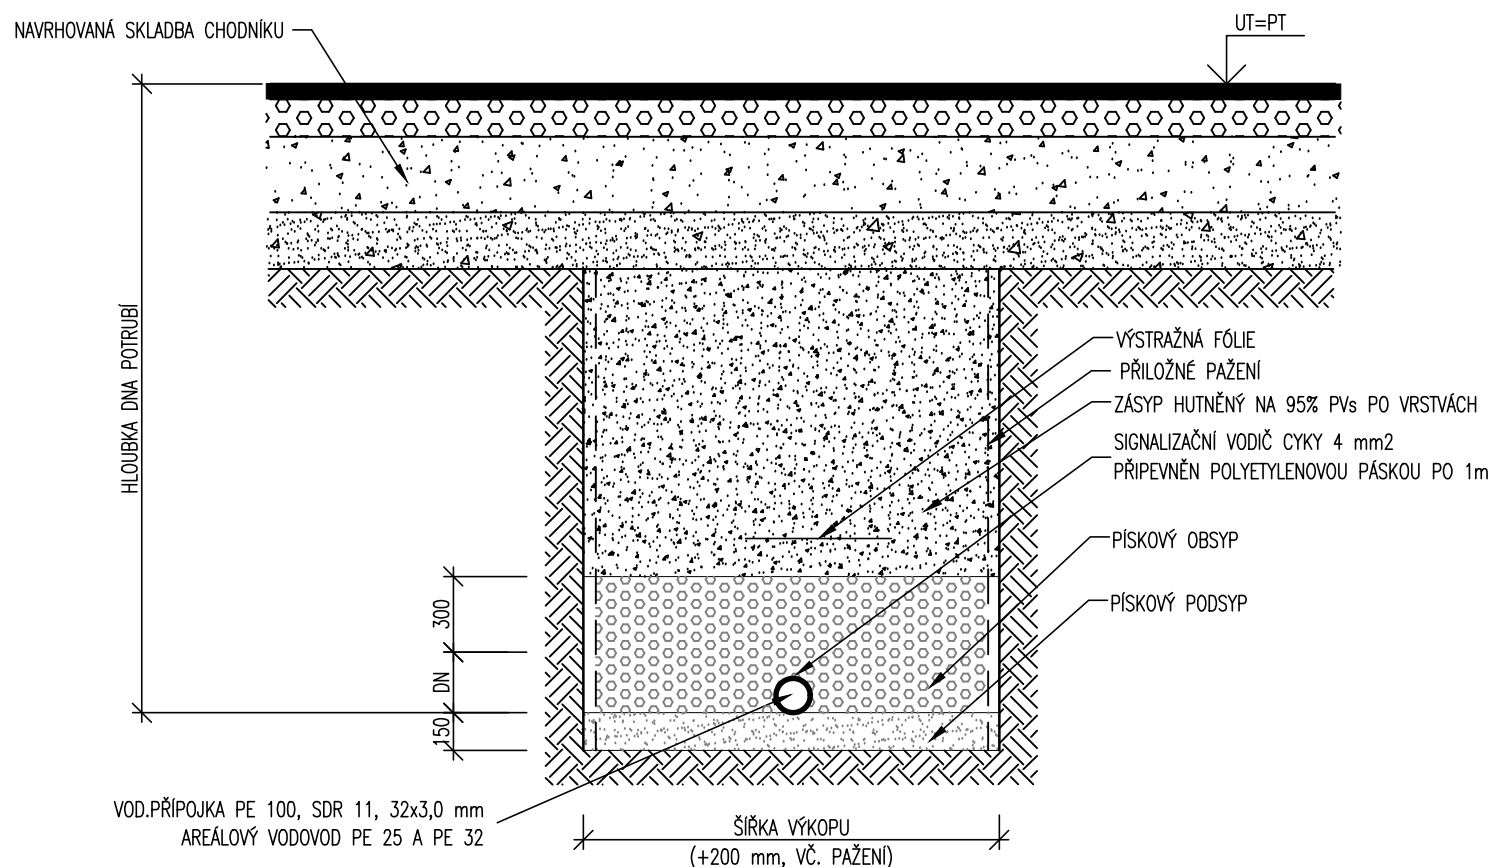 UT=PT
NAVRHOVANÁ SKLADBA CHODNÍKU
HLOUBKA DNA POTRUBÍ
VÝSTRAŽNÁ FÓLIE
PŘILOŽNÉ PAŽENÍ
ZÁSYP HUTNĚNÝ NA 95% PVs PO VRSTVÁCH
SIGNALIZAČNÍ VODIČ CYKY 4 mm2
PŘIPEVNĚN POLYETYLENOVOU PÁSKOU PO 1m
PÍSKOVÝ OBSYP
PÍSKOVÝ PODSYP
300
DN
150
VOD.PŘÍPOJKA PE 100, SDR 11, 32x3,0 mm
AREÁLOVÝ VODOVOD PE 25 A PE 32
ŠÍŘKA VÝKOPU
(+200 mm, VČ. PAŽENÍ)